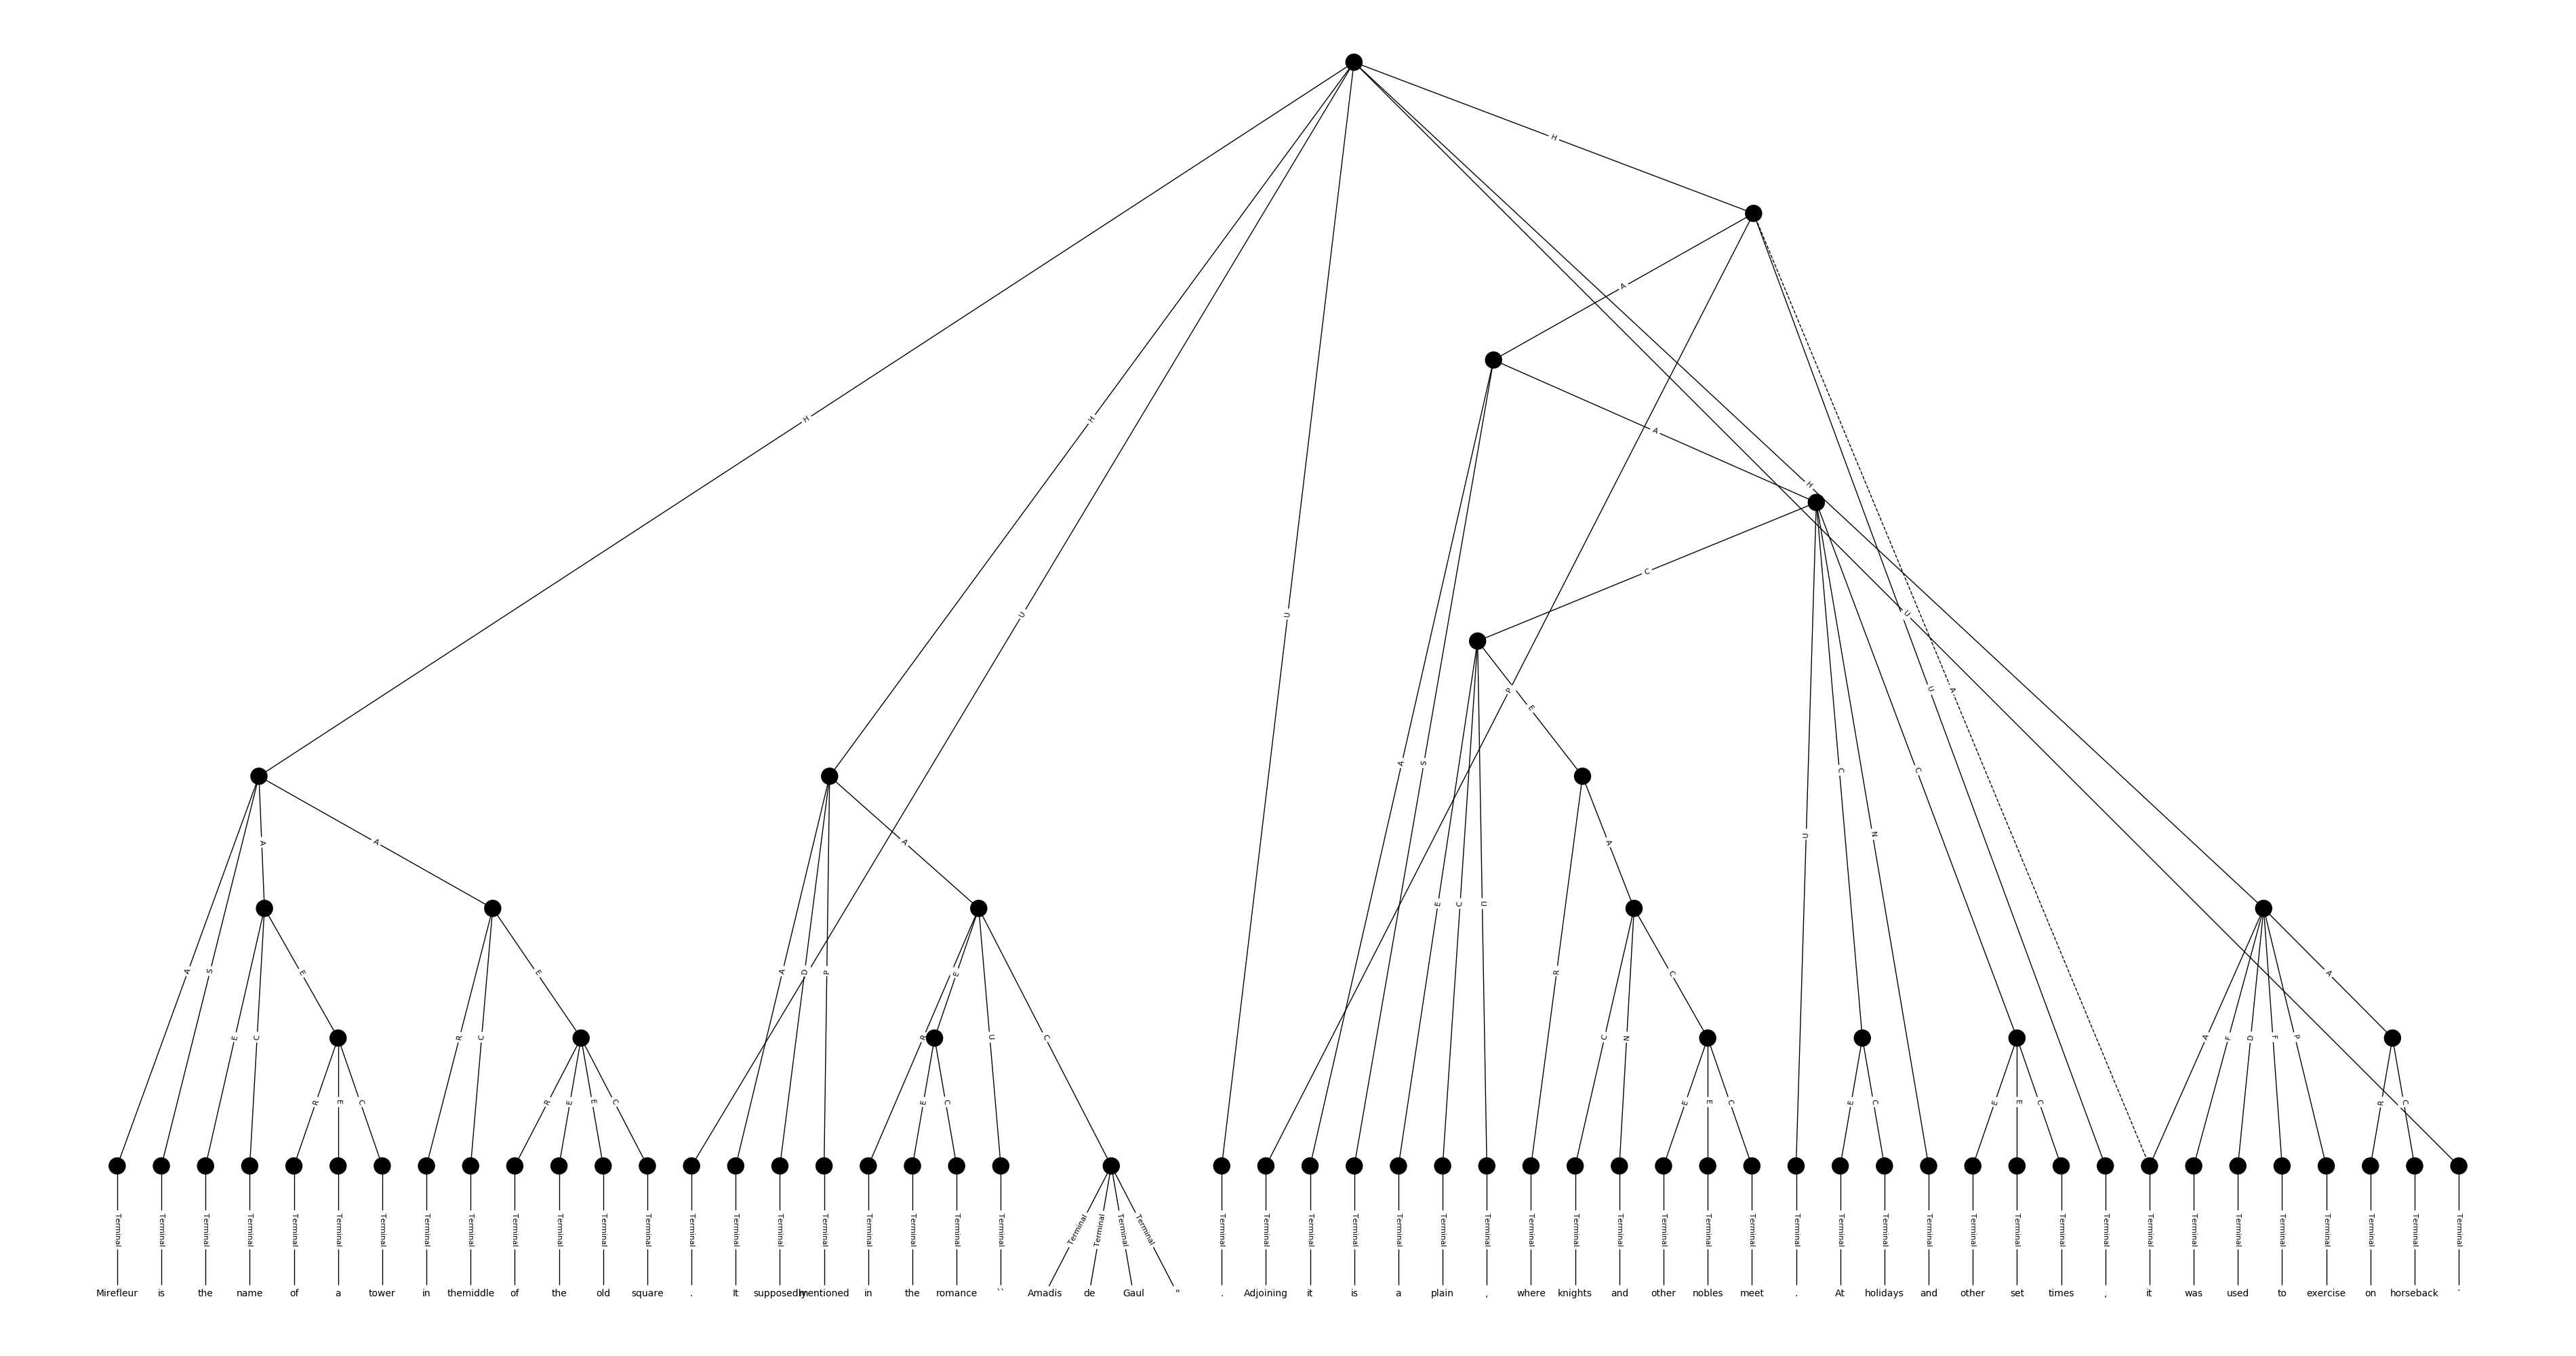 H
H
A
H
A
H
C
U
U
U
P
E
U
A
A
S
C
C
A
A
A
A
U
N
E
C
U
A
S
A
D
P
E
E
E
R
C
A
E
C
R
C
R
U
C
C
N
A
F
D
F
P
R
E
C
R
E
E
C
E
C
E
E
C
E
C
E
E
C
R
C
Terminal Terminal Terminal Terminal Terminal Terminal Terminal Terminal Terminal Terminal Terminal Terminal Terminal Terminal Terminal Terminal Terminal Terminal Terminal Terminal Terminal Terminal Terminal Terminal Terminal Terminal Terminal Terminal Terminal Terminal Terminal Terminal Terminal Terminal Terminal Terminal Terminal Terminal Terminal Terminal Terminal Terminal Terminal Terminal Terminal Terminal Terminal Terminal Terminal Terminal Terminal Terminal Terminal Terminal Terminal
Mirefleur is the name of a tower in themiddle of the old square . It supposedly mentioned in the romance `` Amadis de Gaul " . Adjoining it is a plain , where knights and other nobles meet . At holidays and other set times , it was used to exercise on horseback .